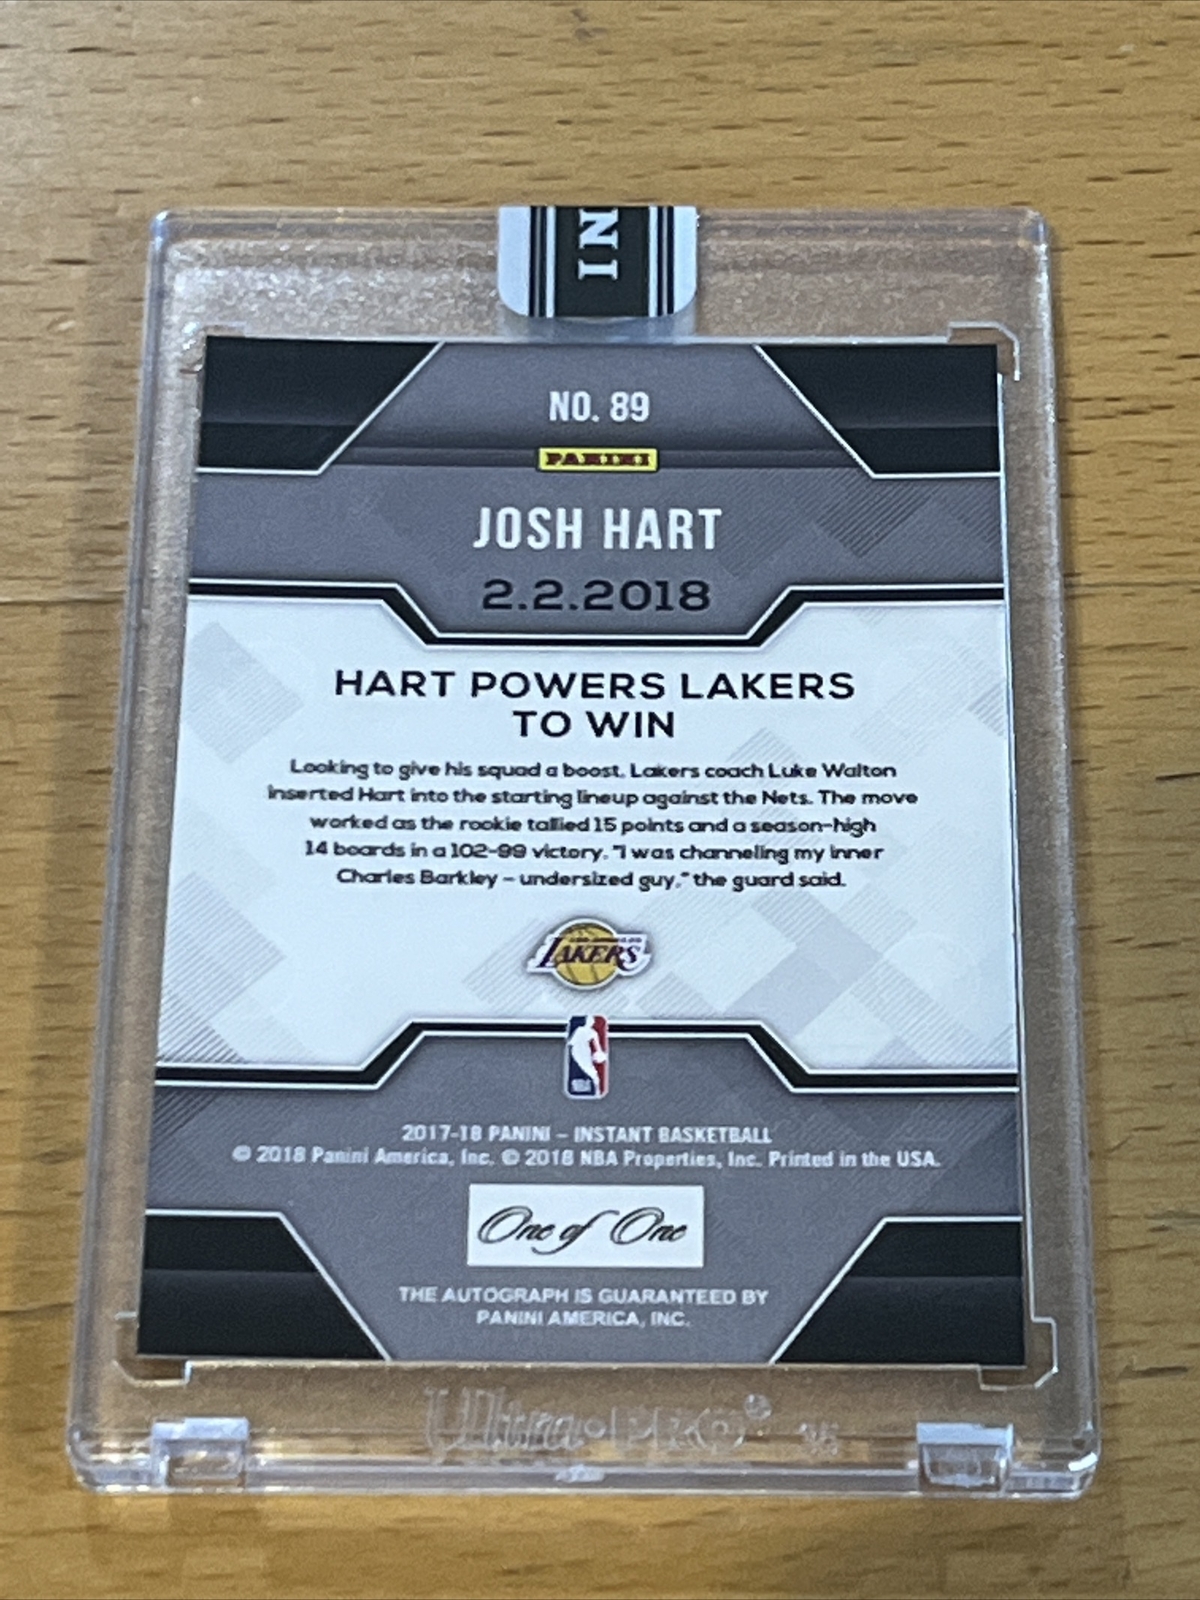 IN
NO. 89
PANINI
JOSH HART
2.2.2018
HART POWERS LAKERS
TO WIN
Looking to give his squad a boost, Lakers coach Luke Walton
inserted Hart into the starting lineup against the Nets. The move
worked as the rookie tallied 15 points and a season-high
14 boards in a 102-99 victory. "I was channeling my inner
Charles Barkley – undersized guy," the guard said.
LOS ANGELES
LAKERS
NBA
2017-18 PANINI – INSTANT BASKETBALL
© 2018 Panini America, Inc. © 2018 NBA Properties, Inc. Printed in the USA.
One of One
THE AUTOGRAPH IS GUARANTEED BY
PANINI AMERICA, INC.
Ultra•PRO®